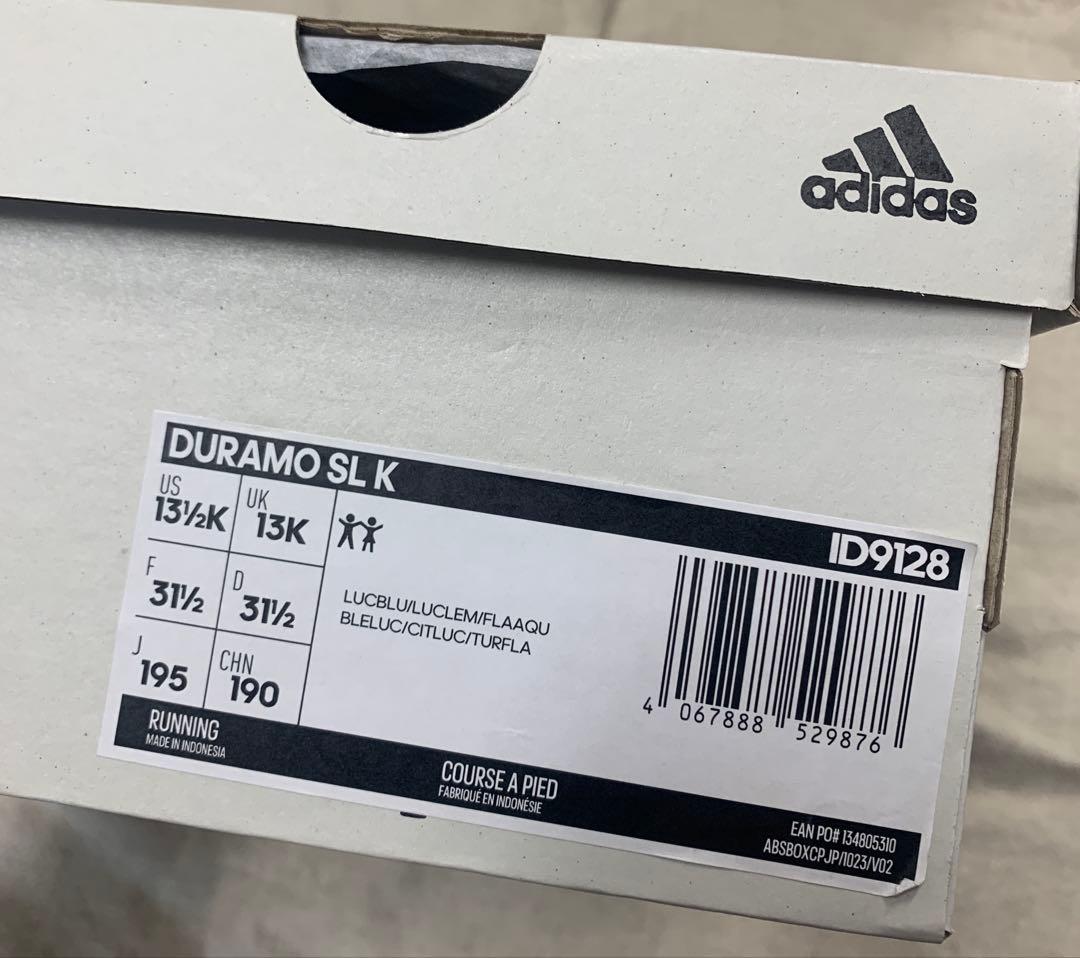 adidas
DURAMO SL K
ID9128
US
13½K
UK
13K
F
31½
D
31½
J
195
CHN
190
LUCBLU/LUCLEM/FLAAQU
BLELUC/CITLUC/TURFLA
4 067888 529876
RUNNING
MADE IN INDONESIA
COURSE A PIED
FABRIQUÉ EN INDONÉSIE
EAN PO# 134805310
ABSBOXCPJP/1023/V02